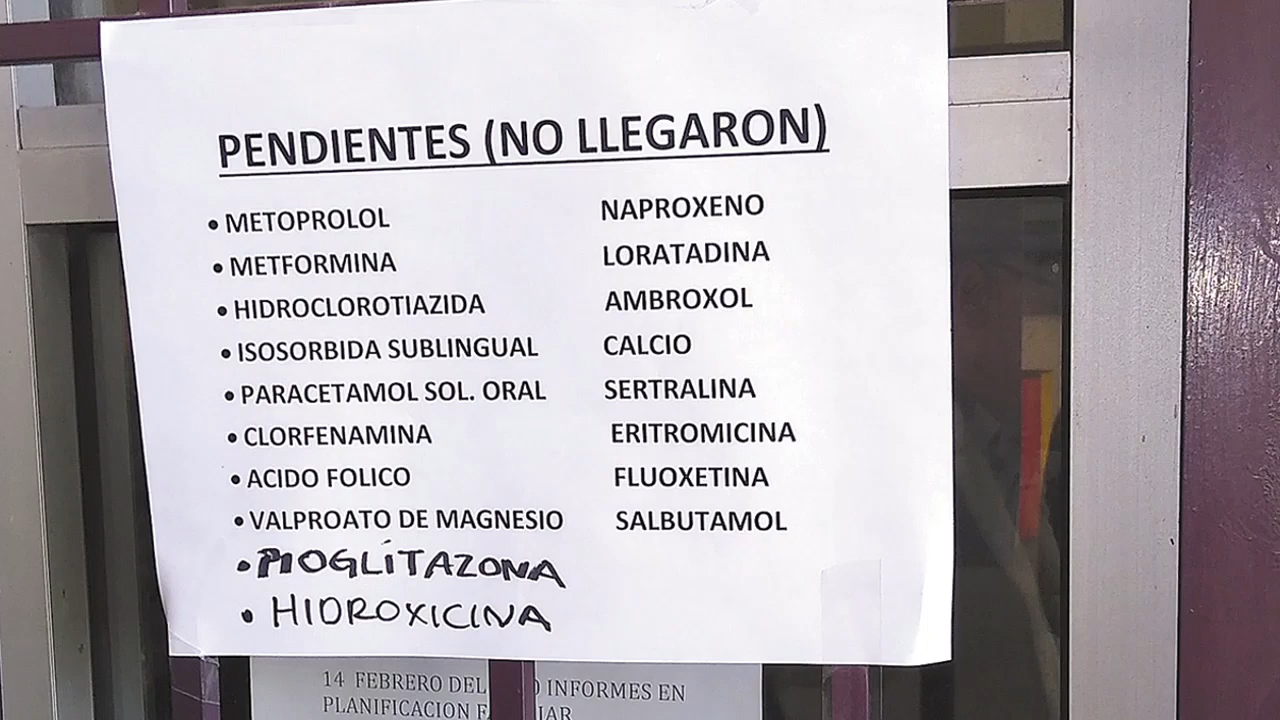 PENDIENTES (NO LLEGARON)
• METOPROLOL
• METFORMINA
• HIDROCLOROTIAZIDA
• ISOSORBIDA SUBLINGUAL
• PARACETAMOL SOL. ORAL
• CLORFENAMINA
• ACIDO FOLICO
• VALPROATO DE MAGNESIO
• PIOGLITAZONA
• HIDROXICINA
NAPROXENO
LORATADINA
AMBROXOL
CALCIO
SERTRALINA
ERITROMICINA
FLUOXETINA
SALBUTAMOL
14 FEBRERO DEL INFORMES EN
PLANIFICACION